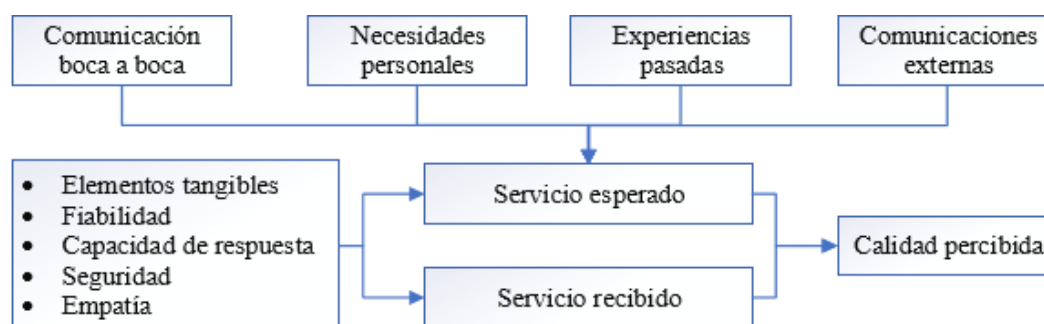 Comunicación
boca a boca
Necesidades
personales
Experiencias
pasadas
Comunicaciones
externas
• Elementos tangibles
• Fiabilidad
• Capacidad de respuesta
• Seguridad
• Empatía
Servicio esperado
Servicio recibido
Calidad percibida